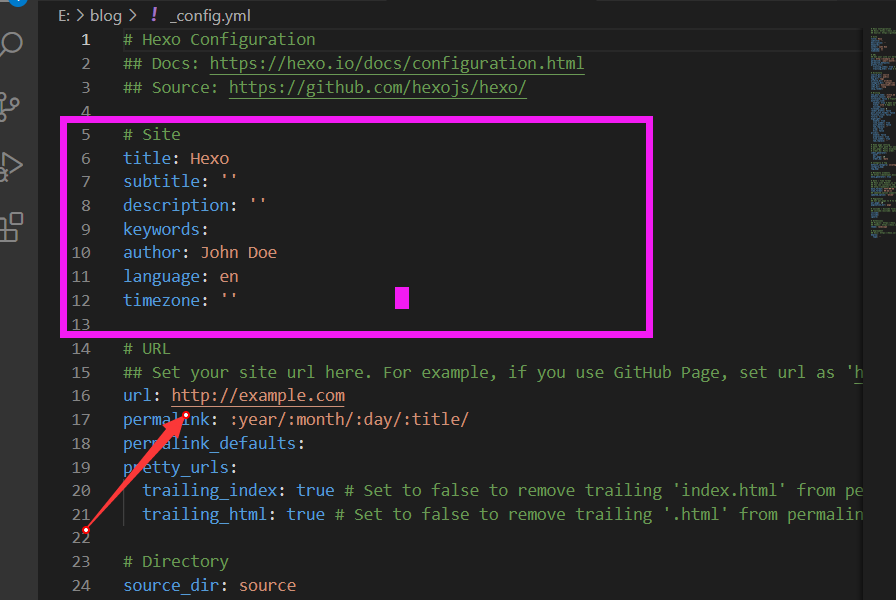 E: > blog > ! _config.yml
1 # Hexo Configuration
2 ## Docs: https://hexo.io/docs/configuration.html
3 ## Source: https://github.com/hexojs/hexo/
4
5 # Site
6 title: Hexo
7 subtitle: ''
8 description: ''
9 keywords:
10 author: John Doe
11 language: en
12 timezone: ''
13
14 # URL
15 ## Set your site url here. For example, if you use GitHub Page, set url as 'h
16 url: http://example.com
17 permalink: :year/:month/:day/:title/
18 permalink_defaults:
19 pretty_urls:
20 trailing_index: true # Set to false to remove trailing 'index.html' from pe
21 trailing_html: true # Set to false to remove trailing '.html' from permalin
22
23 # Directory
24 source_dir: source